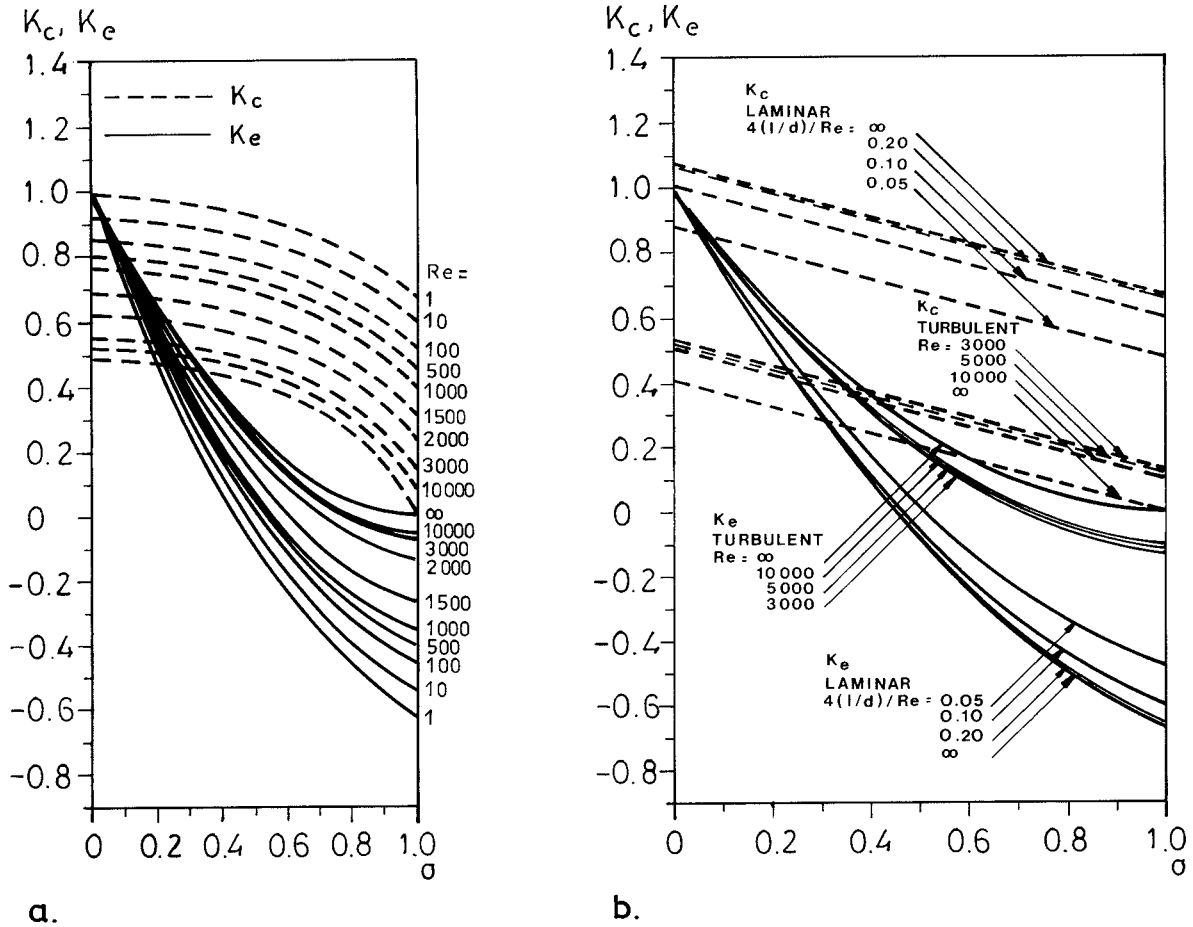 Kc, Ke
1.4
1.2
1.0
0.8
0.6
0.4
0.2
0
-0.2
-0.4
-0.6
-0.8
Kc
Ke
Re=
1
10
100
500
1000
1500
2000
3000
10000
∞
10000
3000
2000
1500
1000
500
100
10
1
0 0.2 0.4 0.6 0.8 1.0
σ
a.
Kc, Ke
1.4
1.2
1.0
0.8
0.6
0.4
0.2
0
-0.2
-0.4
-0.6
-0.8
Kc
LAMINAR
4(l/d)/Re= ∞
0.20
0.10
0.05
Kc
TURBULENT
Re= 3000
5000
10000
∞
Ke
TURBULENT
Re= ∞
10000
5000
3000
Ke
LAMINAR
4(l/d)/Re= 0.05
0.10
0.20
∞
0 0.2 0.4 0.6 0.8 1.0
σ
b.